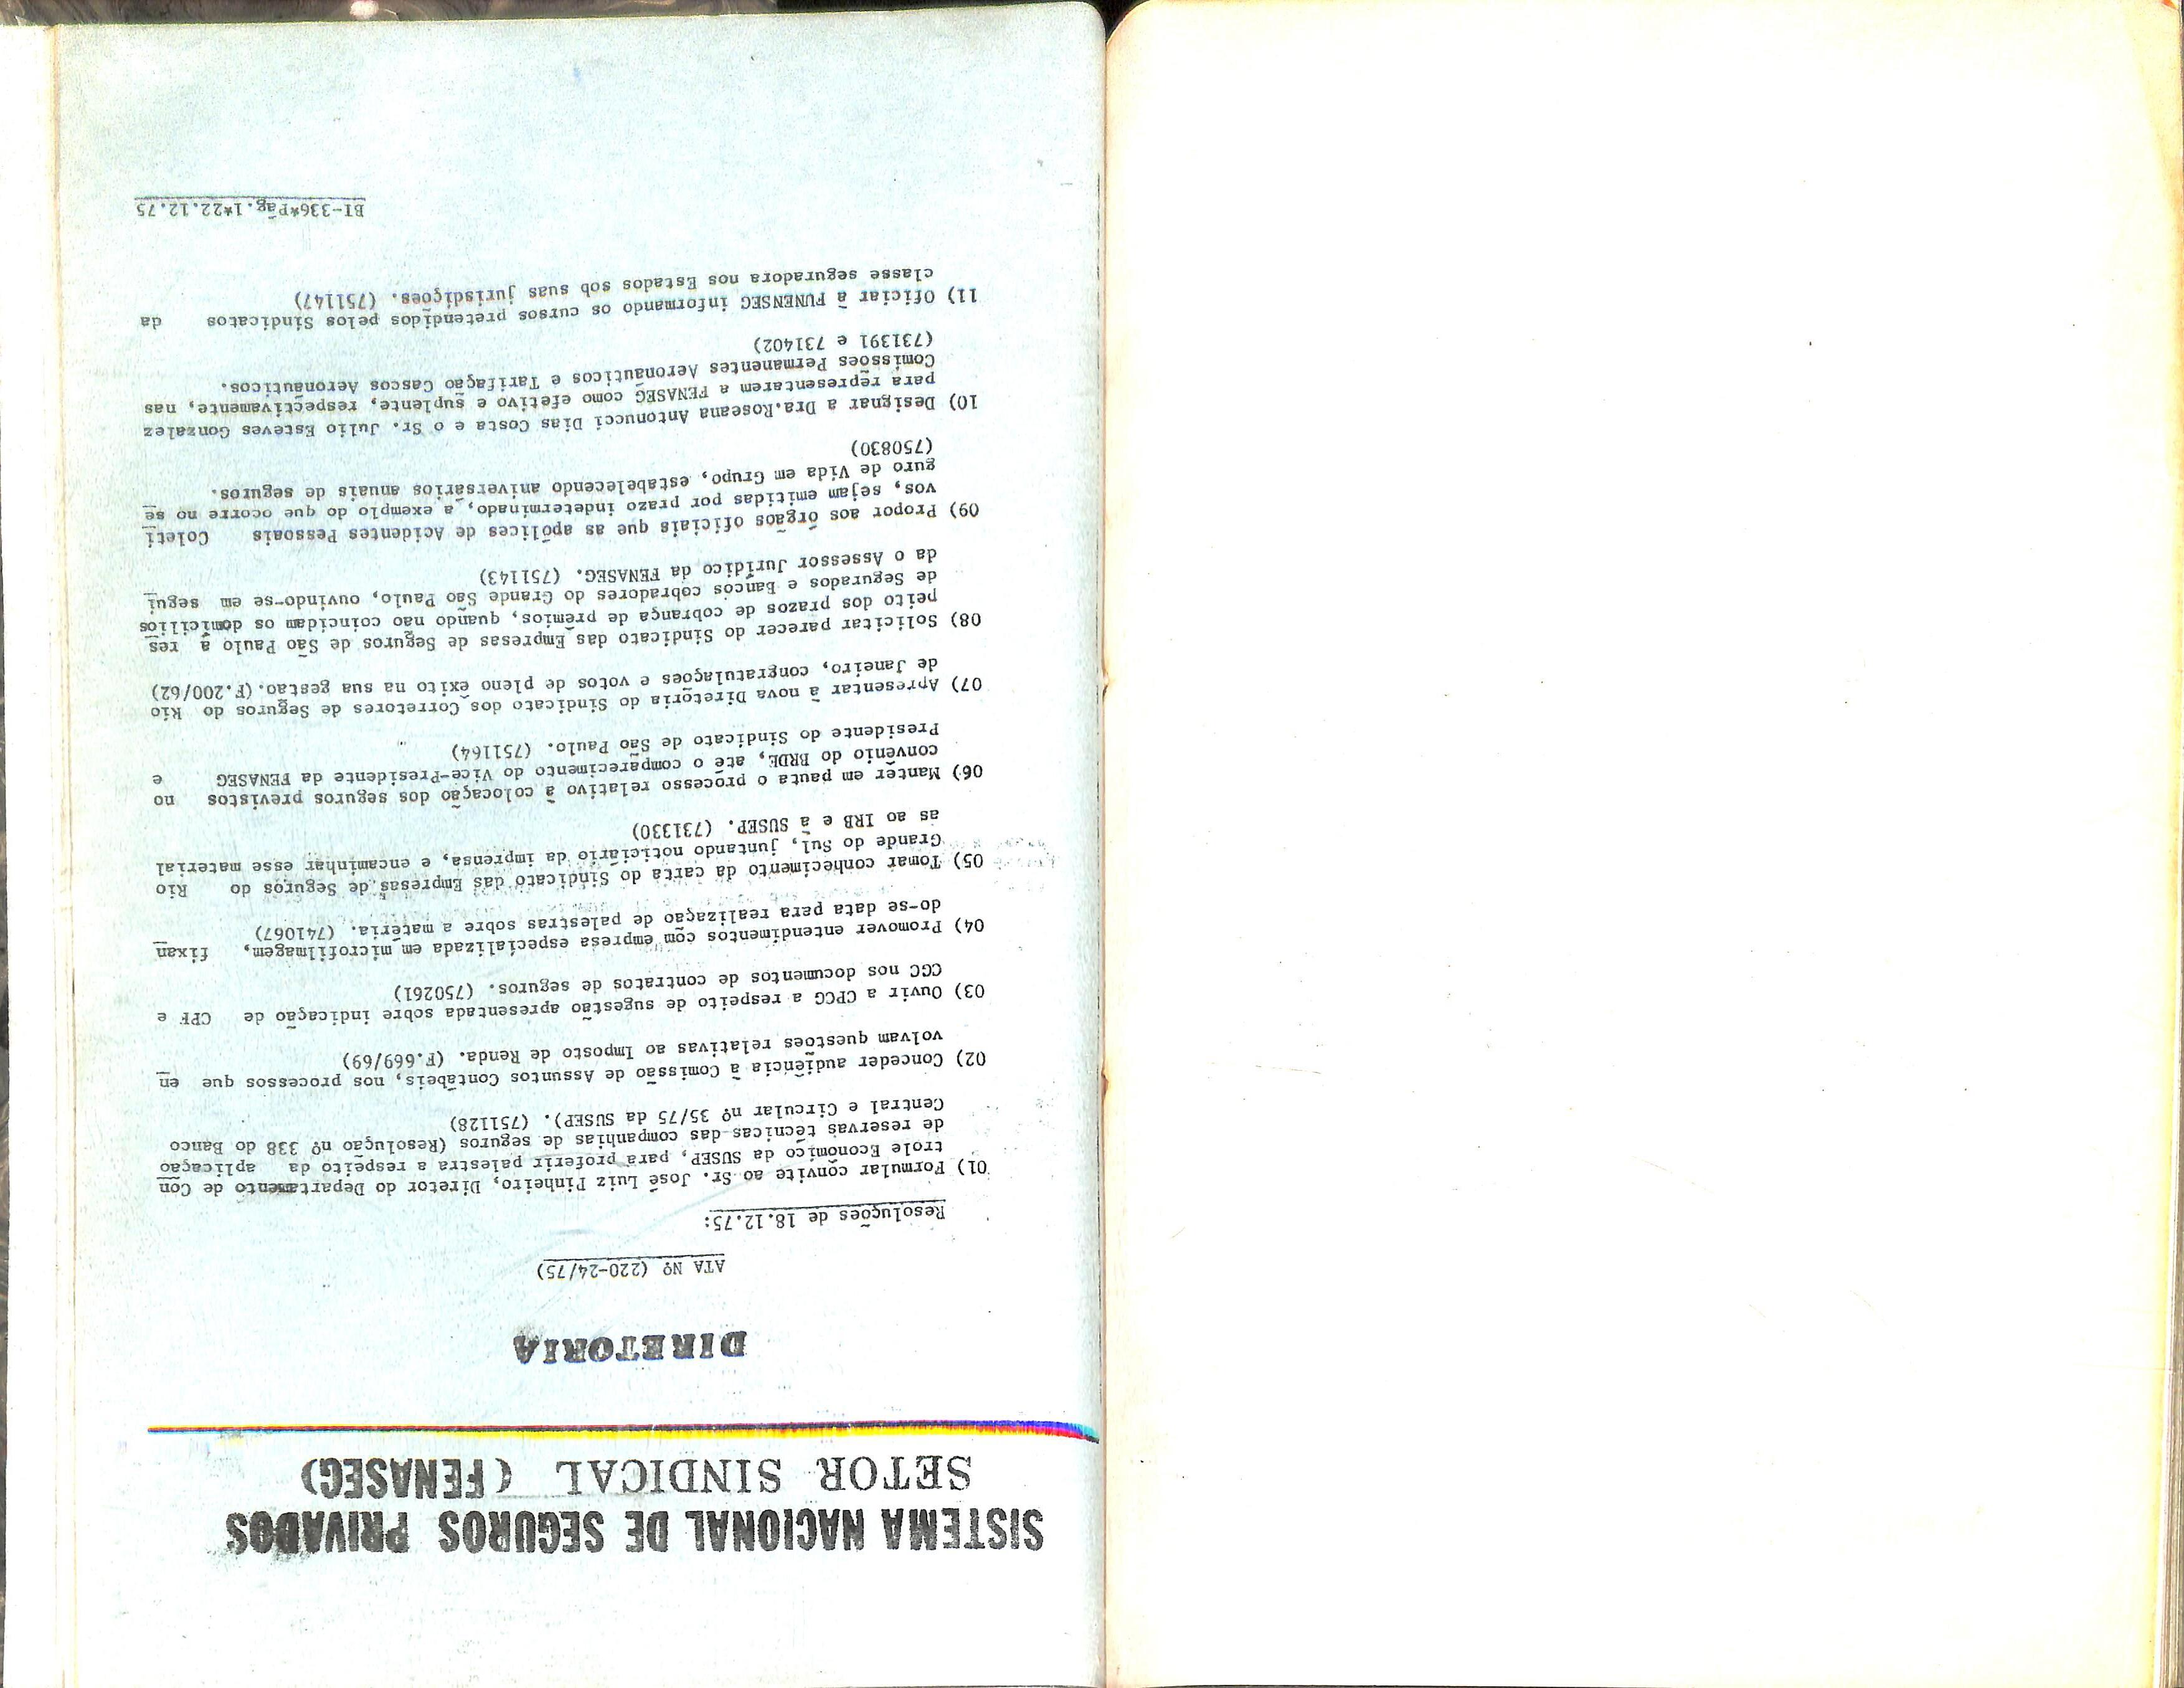 SISTEMA NACIONAL DE SEGUROS PRIVADOS
SETOR SINDICAL (FENASEG)
DIRETORIA
ATA Nº (220-24/75)
Resoluções de 18.12.75:
01) Formular convite ao Sr. José Luiz Pinheiro, Diretor do Departamento de Con
trole Econômico da SUSEP, para proferir palestra a respeito da aplicação
de reservas técnicas das companhias de seguros (Resolução nº 338 do Banco
Central e Circular nº 35/75 da SUSEP). (751128)
02) Conceder audiência à Comissão de Assuntos Contábeis, nos processos que en
volvam questões relativas ao Imposto de Renda. (F.669/69)
03) Ouvir a CPCG a respeito de sugestão apresentada sobre indicação de CPF e
CGC nos documentos de contratos de seguros. (750261)
04) Promover entendimentos com empresa especializada em microfilmagem, fixan
do-se data para realização de palestras sobre a matéria. (741067)
05) Tomar conhecimento da carta do Sindicato das Empresas de Seguros do Rio
Grande do Sul, juntando noticiário da imprensa, e encaminhar esse material
as ao IRB e à SUSEP. (731330)
06) Manter em pauta o processo relativo à colocação dos seguros previstos no
convênio do BRDE, até o comparecimento do Vice-Presidente da FENASEG e
Presidente do Sindicato de São Paulo. (751164)
07) Apresentar à nova Diretoria do Sindicato dos Corretores de Seguros do Rio
de Janeiro, congratulações e votos de pleno êxito na sua gestão. (F.200/62)
08) Solicitar parecer do Sindicato das Empresas de Seguros de São Paulo a res
peito dos prazos de cobrança de prêmios, quando não coincidam os domicílios
de Segurados e Bancos cobradores do Grande São Paulo, ouvindo-se em segui
da o Assessor Jurídico da FENASEG. (751143)
09) Propor aos órgãos oficiais que as apólices de Acidentes Pessoais Coleti
vos, sejam emitidas por prazo indeterminado, a exemplo do que ocorre no se
guro de Vida em Grupo, estabelecendo aniversários anuais de seguros.
(750830)
10) Designar a Dra.Roseana Antonucci Dias Costa e o Sr. Julio Esteves Gonzalez
para representarem a FENASEG como efetivo e suplente, respectivamente, nas
Comissões Permanentes Aeronáuticos e Tarifação Cascos Aeronáuticos.
(731391 e 731402)
11) Oficiar à FUNENSEG informando os cursos pretendidos pelos Sindicatos da
classe seguradora nos Estados sob suas jurisdições. (751147)
BI-336*Pág.1*22.12.75